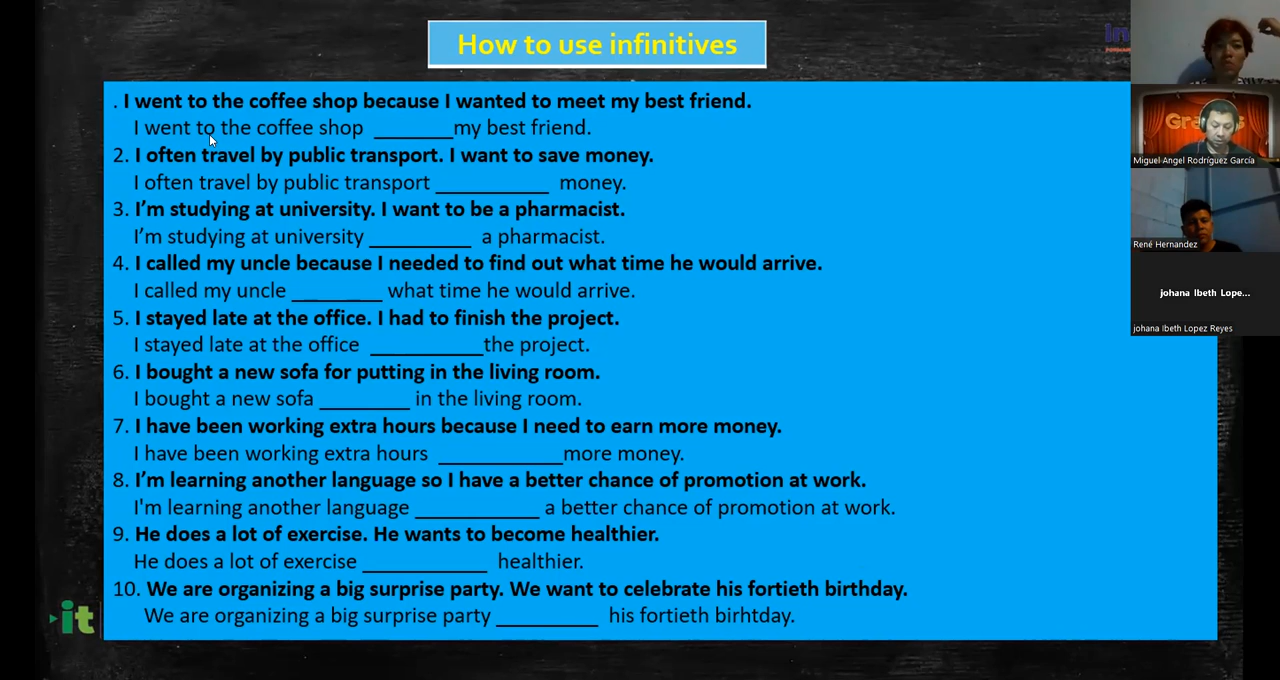 How to use infinitives
. I went to the coffee shop because I wanted to meet my best friend.
I went to the coffee shop _______my best friend.
2. I often travel by public transport. I want to save money.
I often travel by public transport __________ money.
3. I’m studying at university. I want to be a pharmacist.
I’m studying at university _________ a pharmacist.
4. I called my uncle because I needed to find out what time he would arrive.
I called my uncle ________ what time he would arrive.
5. I stayed late at the office. I had to finish the project.
I stayed late at the office __________the project.
6. I bought a new sofa for putting in the living room.
I bought a new sofa ________ in the living room.
7. I have been working extra hours because I need to earn more money.
I have been working extra hours ___________more money.
8. I’m learning another language so I have a better chance of promotion at work.
I'm learning another language ___________ a better chance of promotion at work.
9. He does a lot of exercise. He wants to become healthier.
He does a lot of exercise ___________ healthier.
10. We are organizing a big surprise party. We want to celebrate his fortieth birthday.
We are organizing a big surprise party _________ his fortieth birhtday.
it
Miguel Angel Rodríguez García
René Hernandez
johana Ibeth Lope...
johana Ibeth Lopez Reyes